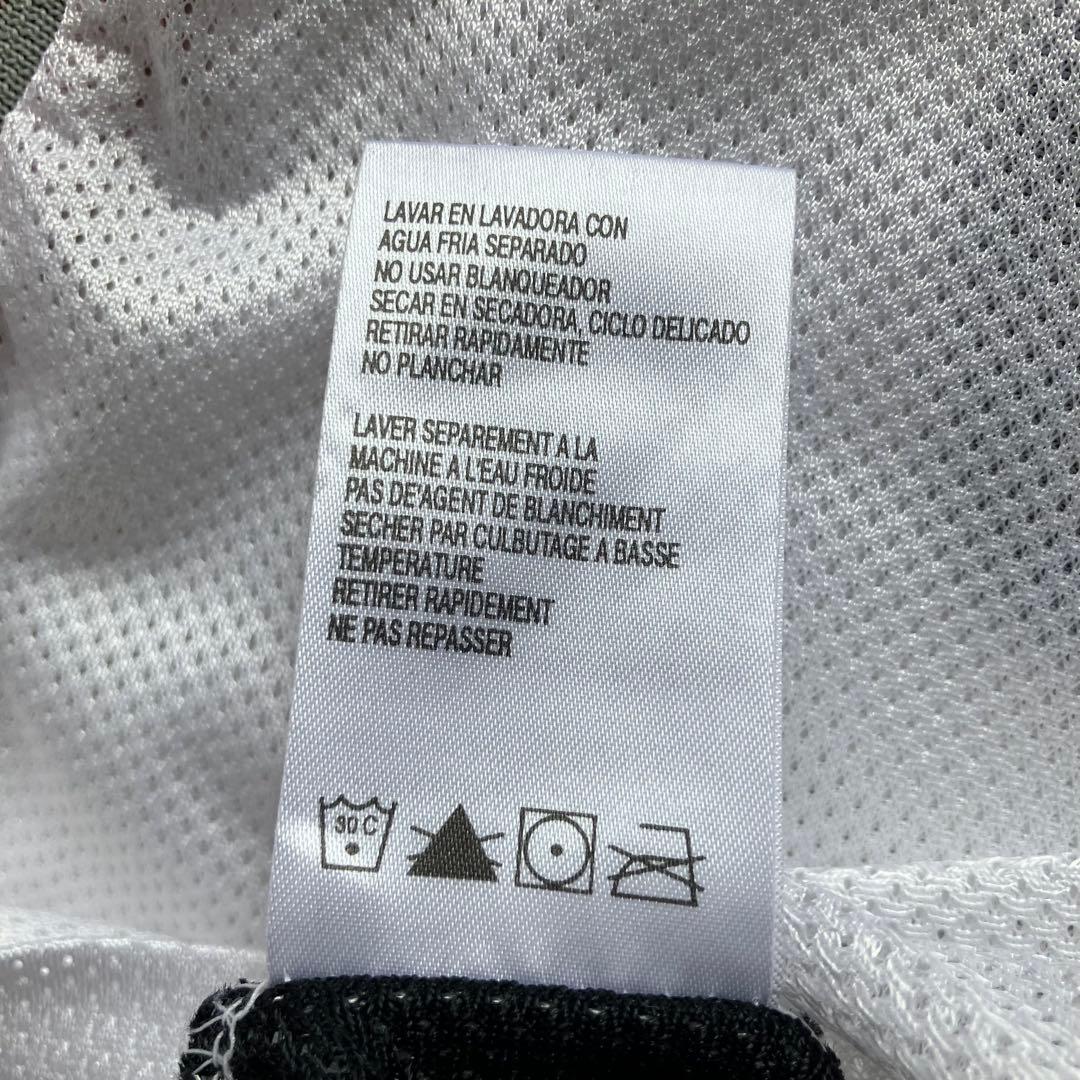 LAVAR EN LAVADORA CON
AGUA FRIA SEPARADO
NO USAR BLANQUEADOR
SECAR EN SECADORA, CICLO DELICADO
RETIRAR RAPIDAMENTE
NO PLANCHAR
LAVER SEPAREMENT A LA
MACHINE A L'EAU FROIDE
PAS DE'AGENT DE BLANCHIMENT
SECHER PAR CULBUTAGE A BASSE
TEMPERATURE
RETIRER RAPIDEMENT
NE PAS REPASSER
30 C